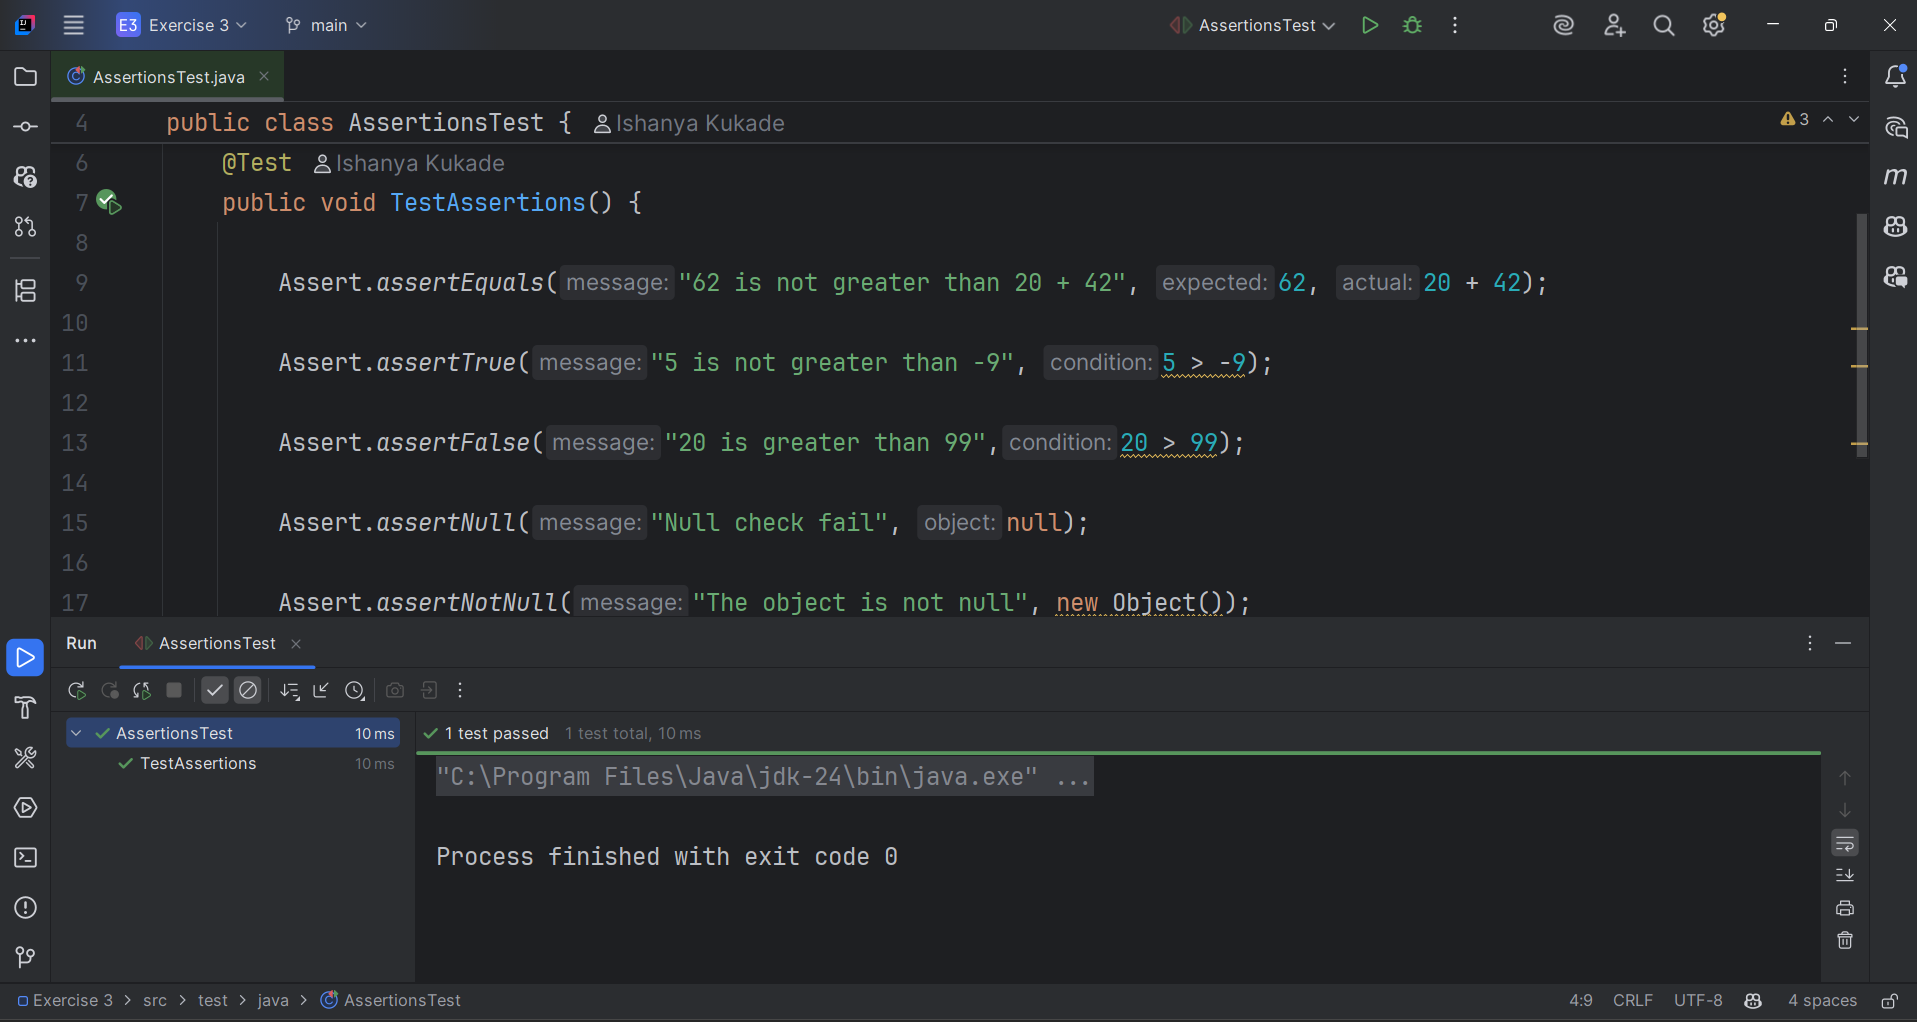 E3 Exercise 3 main AssertionsTest
AssertionsTest.java
4 public class AssertionsTest { Ishanya Kukade 3
6 @Test Ishanya Kukade
7 public void TestAssertions() {
8
9 Assert.assertEquals( message: "62 is not greater than 20 + 42", expected: 62, actual: 20 + 42);
10
11 Assert.assertTrue( message: "5 is not greater than -9", condition: 5 > -9);
12
13 Assert.assertFalse( message: "20 is greater than 99", condition: 20 > 99);
14
15 Assert.assertNull( message: "Null check fail", object: null);
16
17 Assert.assertNotNull( message: "The object is not null", new Object());
Run AssertionsTest
AssertionsTest 10 ms
TestAssertions 10 ms
1 test passed 1 test total, 10 ms
"C:\Program Files\Java\jdk-24\bin\java.exe" ...
Process finished with exit code 0
Exercise 3 > src > test > java > AssertionsTest 4:9 CRLF UTF-8 4 spaces